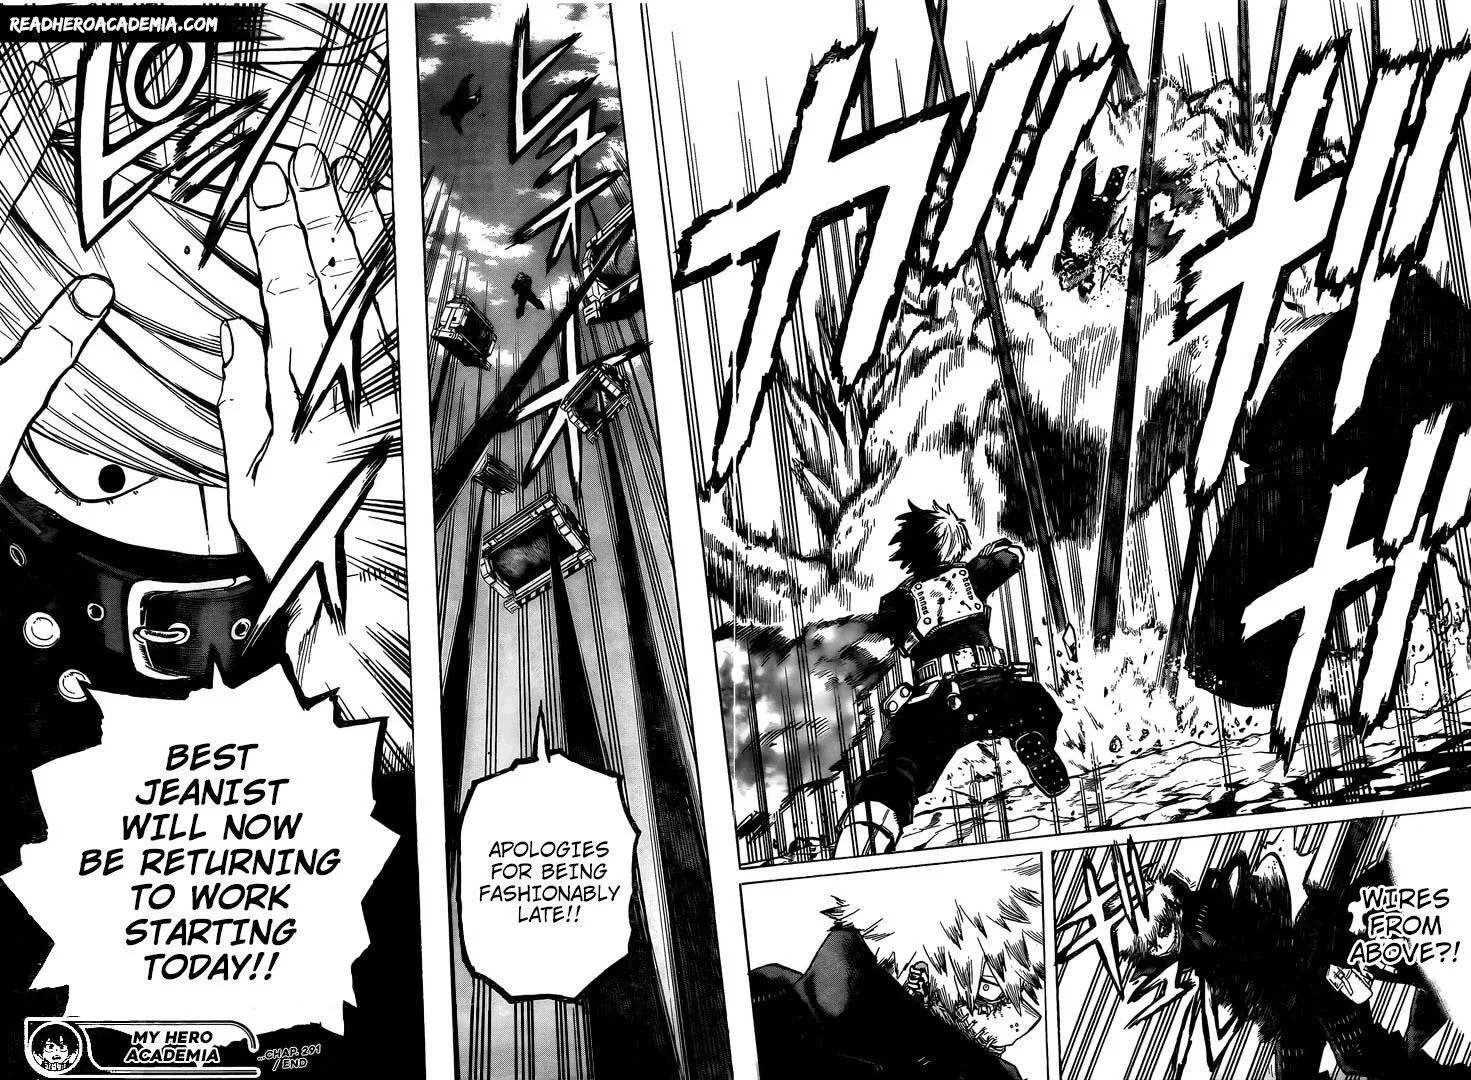 READHEROACADEMIA.COM
WIRES
FROM
ABOVE?!
APOLOGIES
FOR BEING
FASHIONABLY
LATE!!
BEST
JEANIST
WILL NOW
BE RETURNING
TO WORK
STARTING
TODAY!!
MY HERO
ACADEMIA
...CHAP. 291
/ END